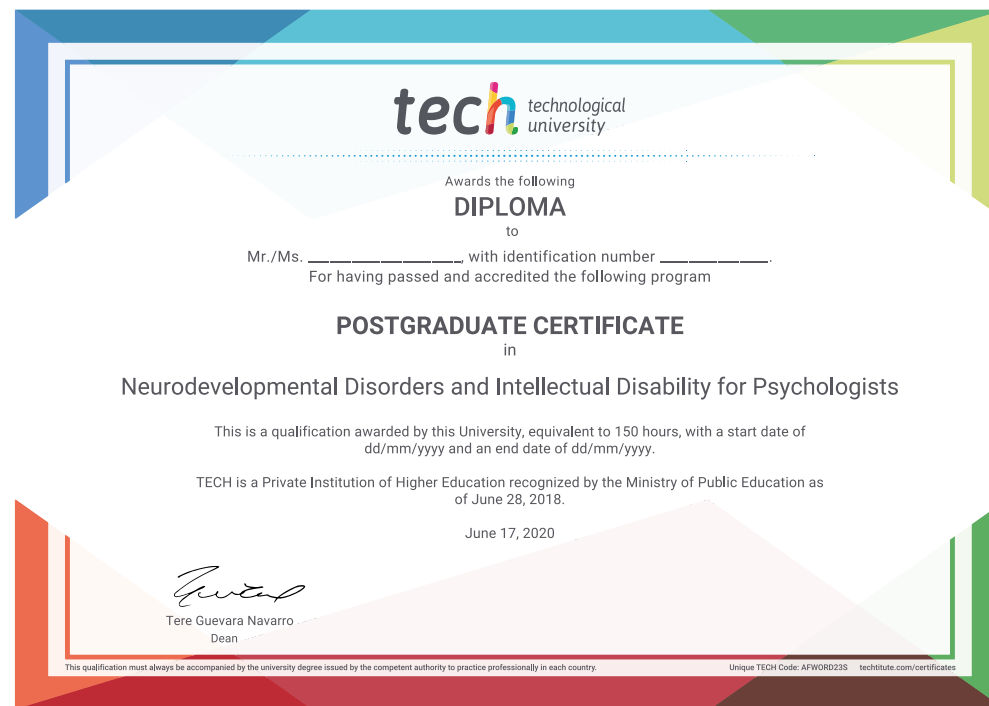 tech technological
university
Awards the following
DIPLOMA
to
Mr./Ms. ____________________, with identification number ______________.
For having passed and accredited the following program
POSTGRADUATE CERTIFICATE
in
Neurodevelopmental Disorders and Intellectual Disability for Psychologists
This is a qualification awarded by this University, equivalent to 150 hours, with a start date of
dd/mm/yyyy and an end date of dd/mm/yyyy.
TECH is a Private Institution of Higher Education recognized by the Ministry of Public Education as
of June 28, 2018.
June 17, 2020
Tere Guevara Navarro
Dean
This qualification must always be accompanied by the university degree issued by the competent authority to practice professionally in each country.
Unique TECH Code: AFWORD23S techtitute.com/certificates